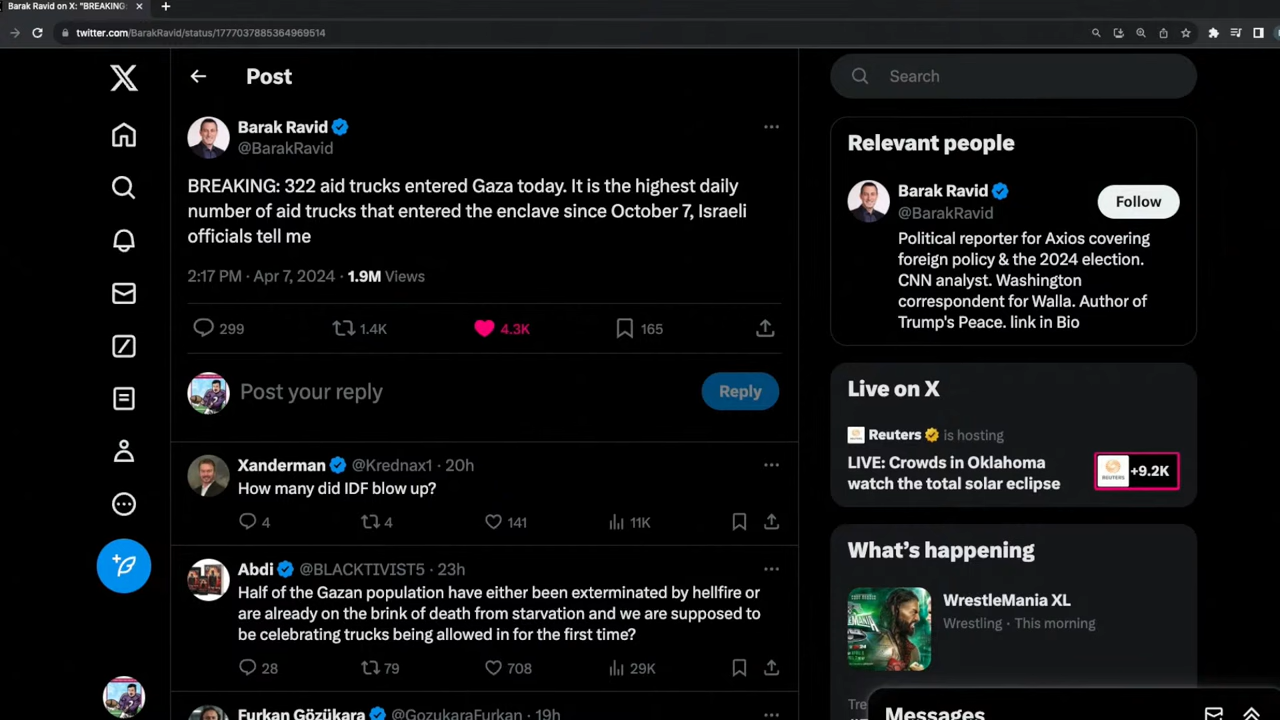 Barak Ravid on X: "BREAKING:
twitter.com/BarakRavid/status/1777037885364969514
Post
Barak Ravid
@BarakRavid
BREAKING: 322 aid trucks entered Gaza today. It is the highest daily
number of aid trucks that entered the enclave since October 7, Israeli
officials tell me
2:17 PM · Apr 7, 2024 · 1.9M Views
299 1.4K 4.3K 165
Post your reply
Reply
Xanderman @Krednax1 · 20h
How many did IDF blow up?
4 4 141 11K
Abdi @BLACKTIVIST5 · 23h
Half of the Gazan population have either been exterminated by hellfire or
are already on the brink of death from starvation and we are supposed to
be celebrating trucks being allowed in for the first time?
28 79 708 29K
Furkan Gözükara @GozukaraFurkan · 19h
Search
Relevant people
Barak Ravid
@BarakRavid
Follow
Political reporter for Axios covering
foreign policy & the 2024 election.
CNN analyst. Washington
correspondent for Walla. Author of
Trump's Peace. link in Bio
Live on X
Reuters is hosting
LIVE: Crowds in Oklahoma
watch the total solar eclipse
REUTERS
+9.2K
What's happening
WrestleMania XL
Wrestling · This morning
Messages